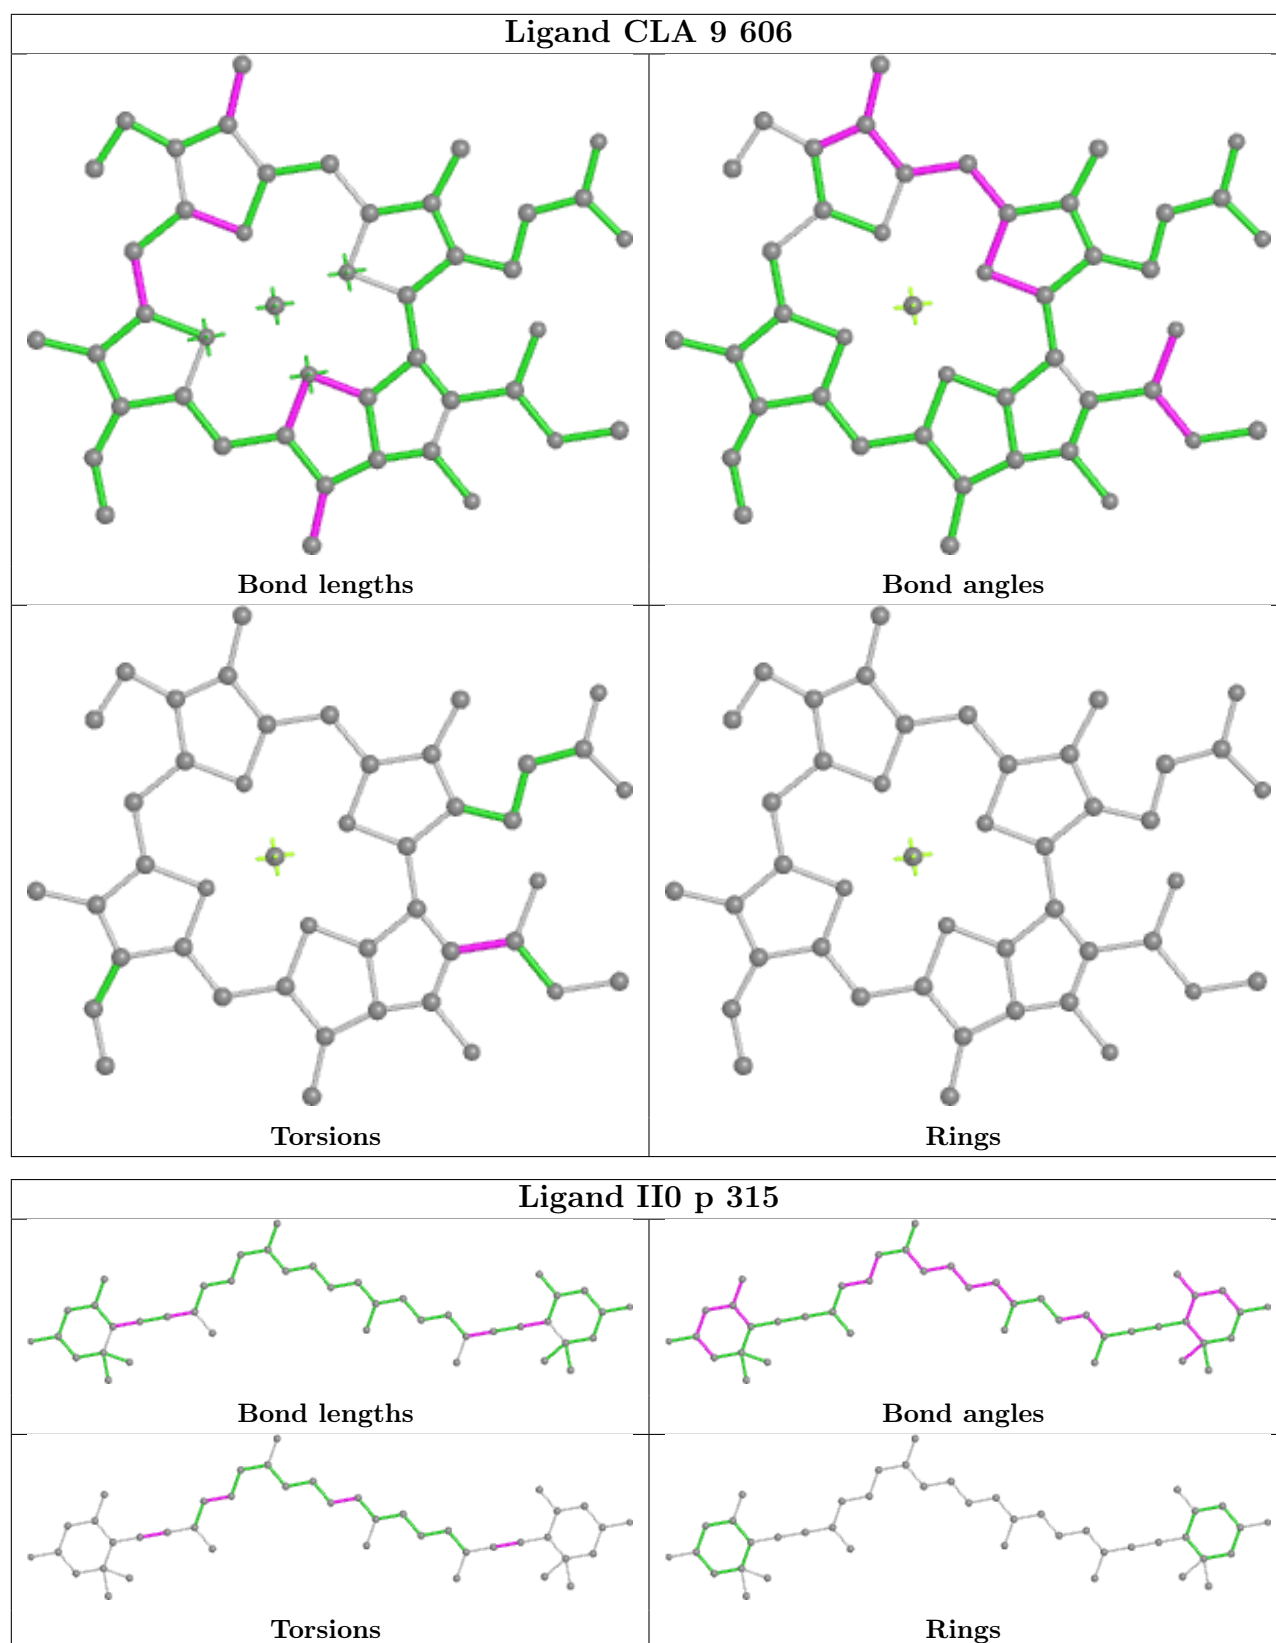 Ligand CLA 9 606
Bond lengths
Bond angles
Torsions
Rings
Ligand II0 p 315
Bond lengths
Bond angles
Torsions
Rings